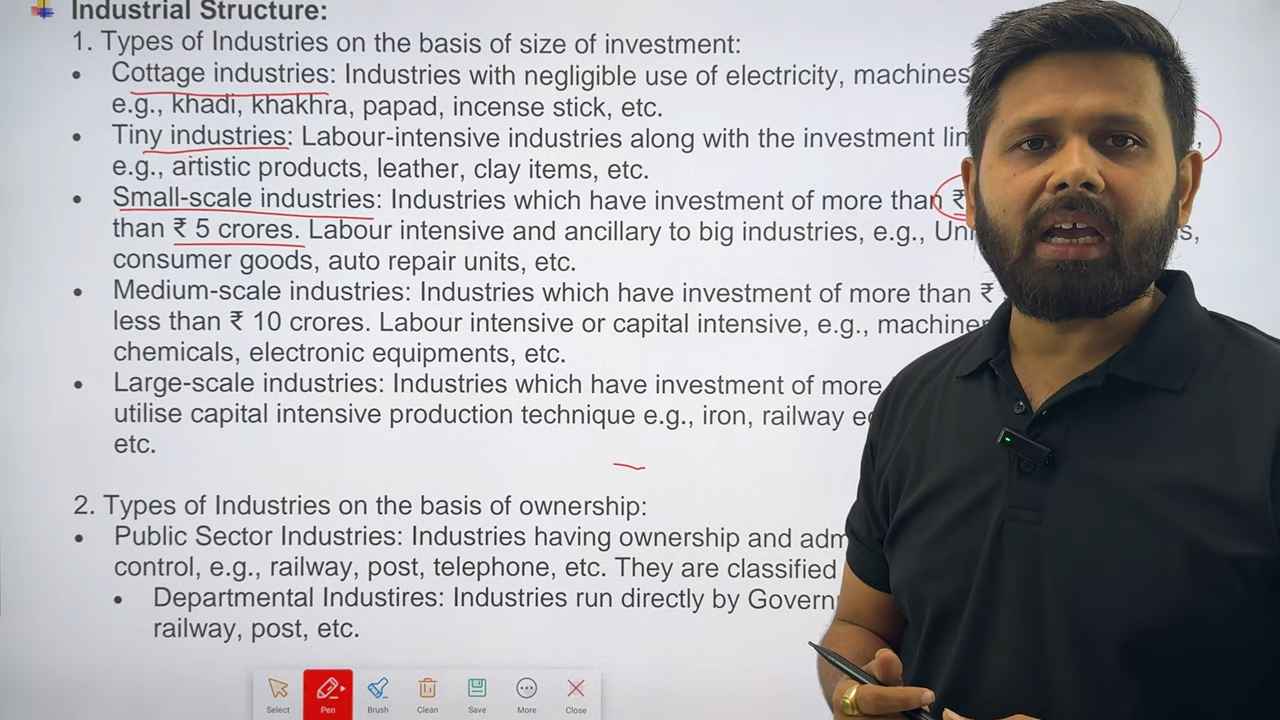 Industrial Structure:
1. Types of Industries on the basis of size of investment:
• Cottage industries: Industries with negligible use of electricity, machines
e.g., khadi, khakhra, papad, incense stick, etc.
• Tiny industries: Labour-intensive industries along with the investment
e.g., artistic products, leather, clay items, etc.
• Small-scale industries: Industries which have investment of more than ₹
than ₹ 5 crores. Labour intensive and ancillary to big industries, e.g.,
consumer goods, auto repair units, etc.
• Medium-scale industries: Industries which have investment of more than ₹
less than ₹ 10 crores. Labour intensive or capital intensive, e.g.,
chemicals, electronic equipments, etc.
• Large-scale industries: Industries which have investment of more
utilise capital intensive production technique e.g., iron, railway
etc.
2. Types of Industries on the basis of ownership:
• Public Sector Industries: Industries having ownership and
control, e.g., railway, post, telephone, etc. They are classified
• Departmental Industires: Industries run directly by
railway, post, etc.
Select Pen Brush Clean Save More Close